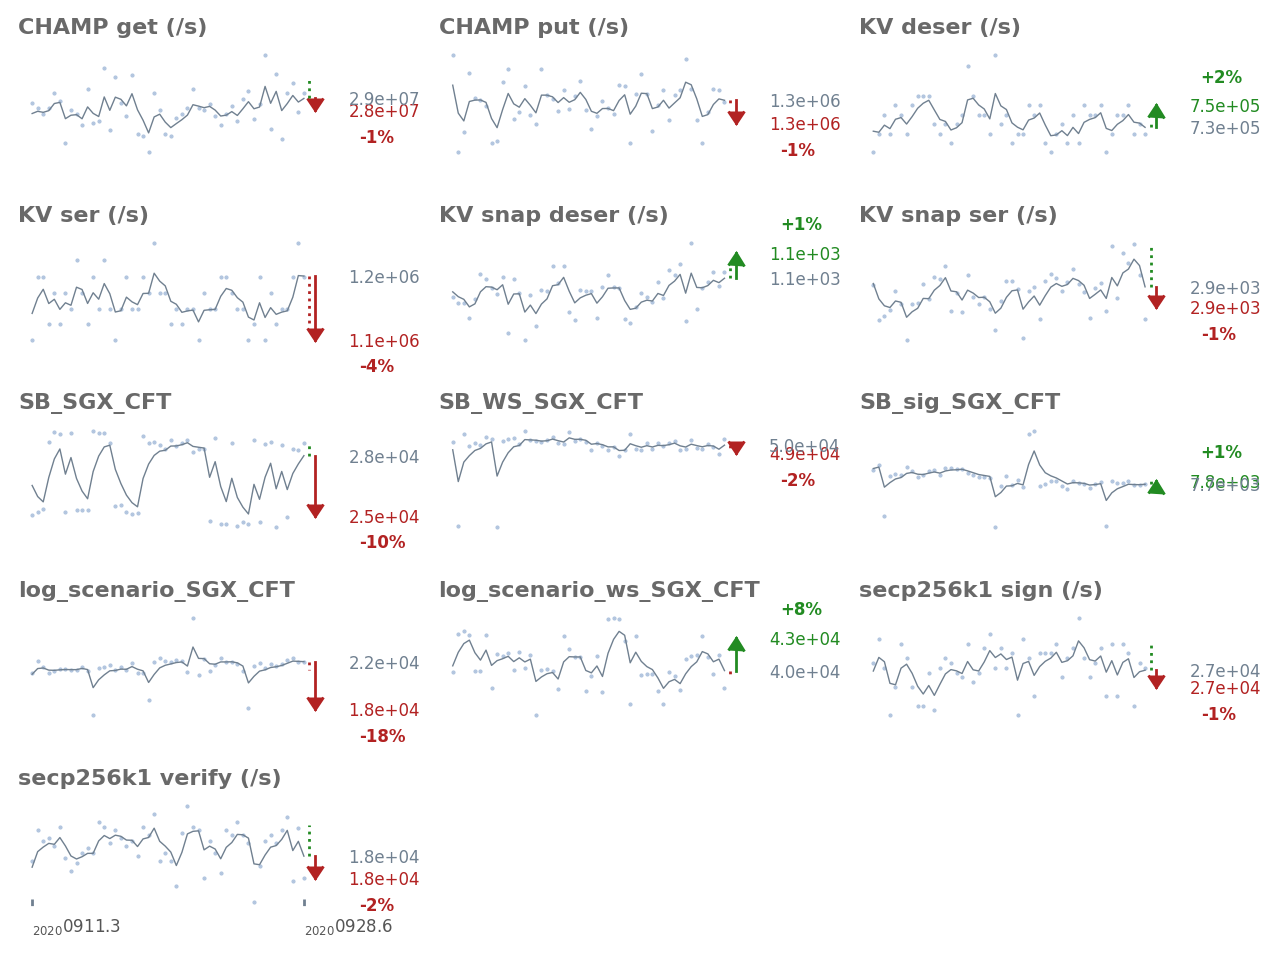 CHAMP get (/s)
2.9e+07
2.8e+07
-1%
CHAMP put (/s)
1.3e+06
1.3e+06
-1%
KV deser (/s)
+2%
7.5e+05
7.3e+05
KV ser (/s)
1.2e+06
1.1e+06
-4%
KV snap deser (/s)
+1%
1.1e+03
1.1e+03
KV snap ser (/s)
2.9e+03
2.9e+03
-1%
SB_SGX_CFT
2.8e+04
2.5e+04
-10%
SB_WS_SGX_CFT
5.0e+04
4.9e+04
-2%
SB_sig_SGX_CFT
+1%
7.8e+03
7.7e+03
log_scenario_SGX_CFT
2.2e+04
1.8e+04
-18%
log_scenario_ws_SGX_CFT
+8%
4.3e+04
4.0e+04
secp256k1 sign (/s)
2.7e+04
2.7e+04
-1%
secp256k1 verify (/s)
1.8e+04
1.8e+04
-2%
20200911.3
20200928.6